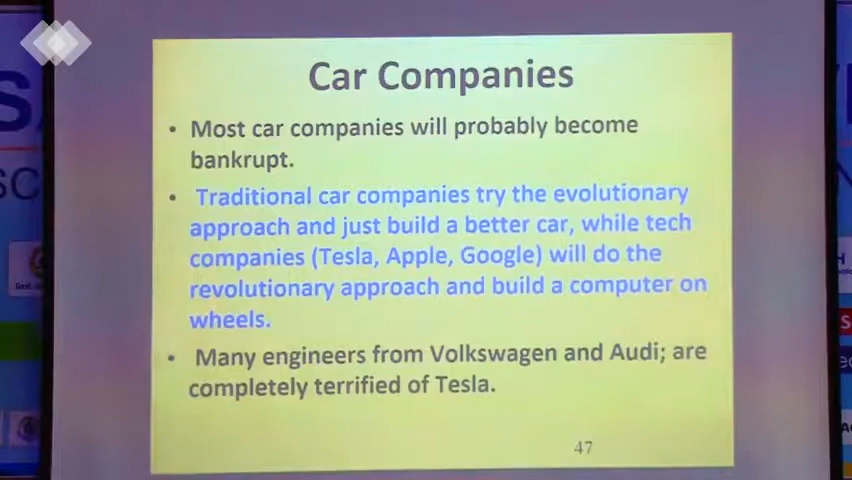 Car Companies
• Most car companies will probably become
bankrupt.
• Traditional car companies try the evolutionary
approach and just build a better car, while tech
companies (Tesla, Apple, Google) will do the
revolutionary approach and build a computer on
wheels.
• Many engineers from Volkswagen and Audi; are
completely terrified of Tesla.
47